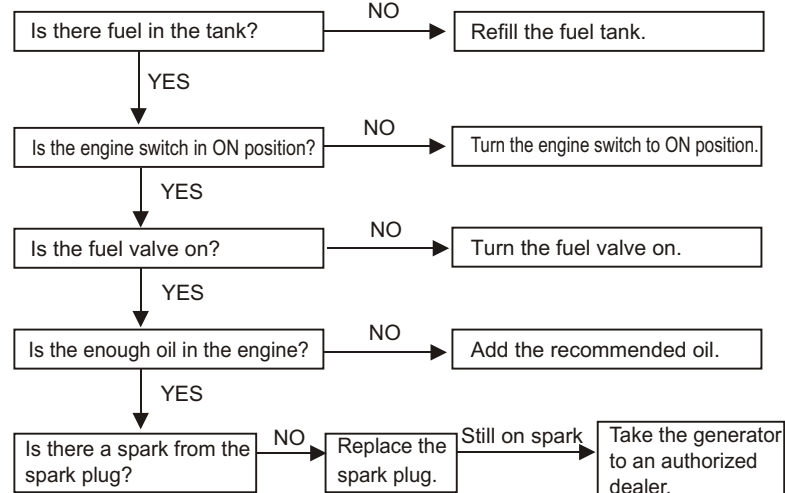 Is there fuel in the tank?
NO
Refill the fuel tank.
YES
Is the engine switch in ON position?
NO
Turn the engine switch to ON position.
YES
Is the fuel valve on?
NO
Turn the fuel valve on.
YES
Is the enough oil in the engine?
NO
Add the recommended oil.
YES
Is there a spark from the
spark plug?
NO
Replace the
spark plug.
Still on spark
Take the generator
to an authorized
dealer.